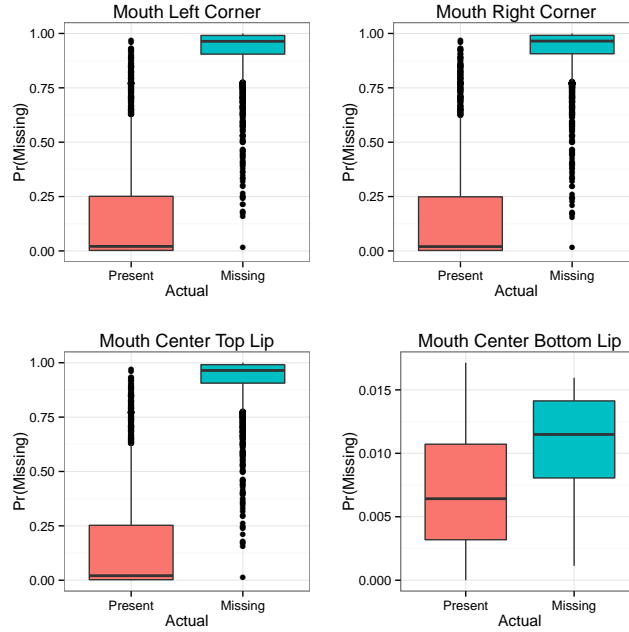 Mouth Left Corner
1.00
0.75
0.50
0.25
0.00
Pr(Missing)
Present Missing
Actual
Mouth Right Corner
1.00
0.75
0.50
0.25
0.00
Pr(Missing)
Present Missing
Actual
Mouth Center Top Lip
1.00
0.75
0.50
0.25
0.00
Pr(Missing)
Present Missing
Actual
Mouth Center Bottom Lip
0.015
0.010
0.005
0.000
Pr(Missing)
Present Missing
Actual